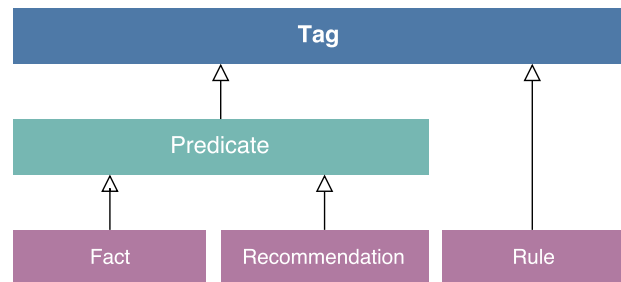 Tag
Predicate
Fact
Recommendation
Rule